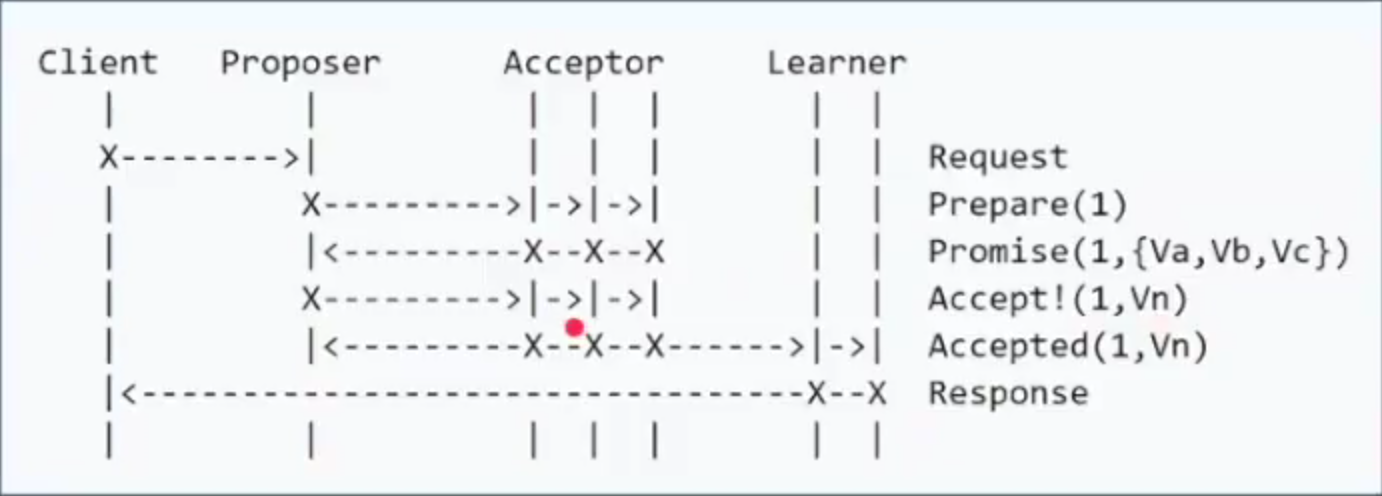 Client   Proposer      Acceptor     Learner
   |         |          |  |  |       |  |
   X-------->|          |  |  |       |  |  Request
   |         X--------->|->|->|       |  |  Prepare(1)
   |         |<---------X--X--X       |  |  Promise(1,{Va,Vb,Vc})
   |         X--------->|->|->|       |  |  Accept!(1,Vn)
   |         |<---------X--X--X------>|->|  Accepted(1,Vn)
   |<---------------------------------X--X  Response
   |         |          |  |  |       |  |